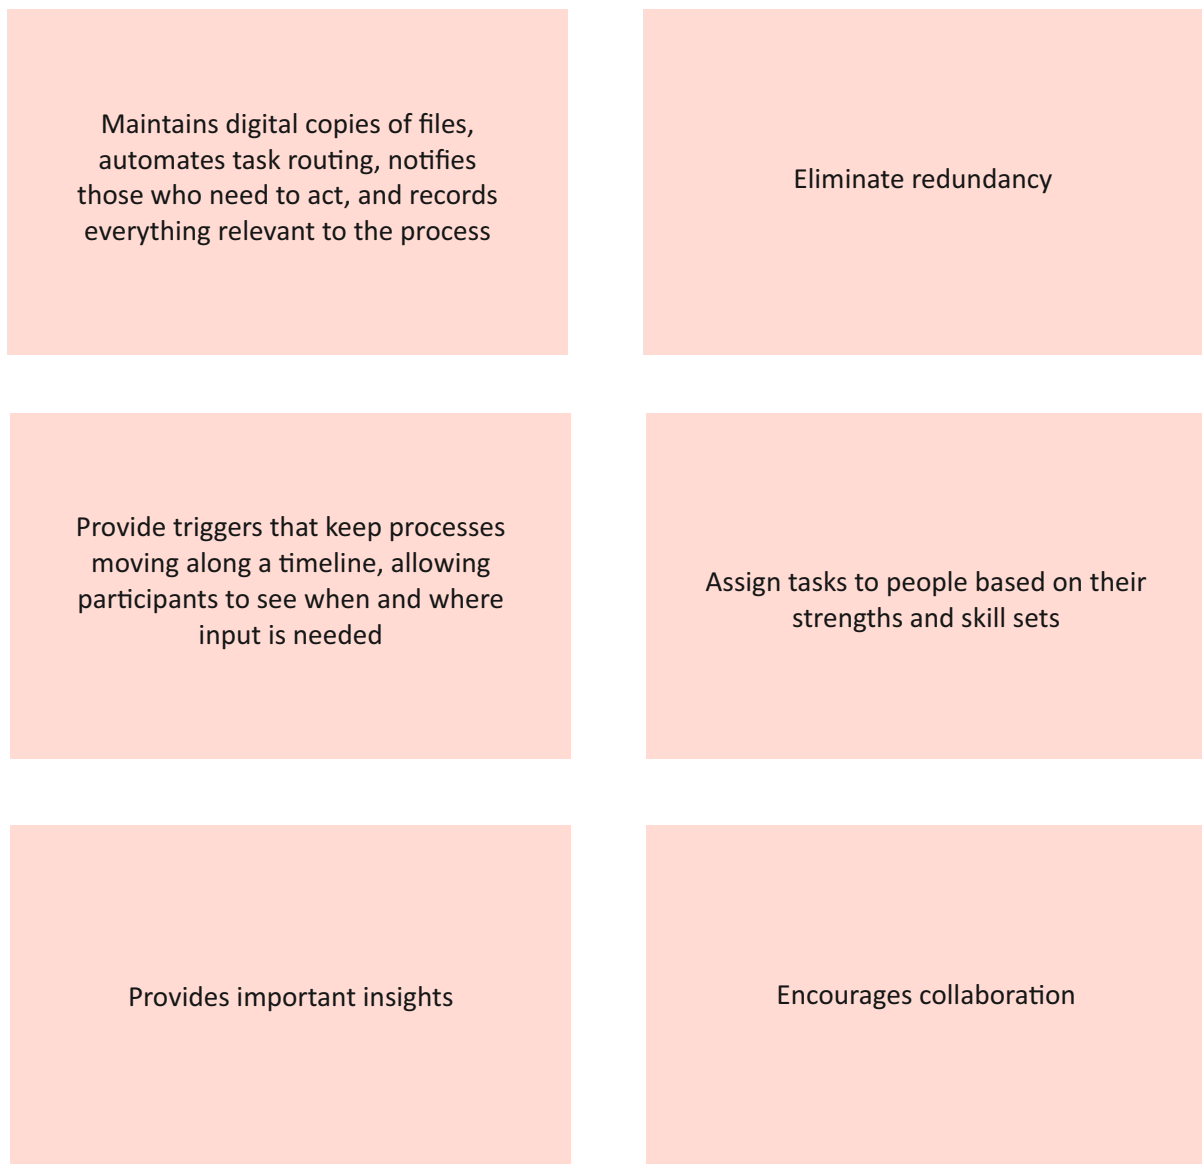 Maintains digital copies of files,
automates task routing, notifies
those who need to act, and records
everything relevant to the process
Eliminate redundancy
Provide triggers that keep processes
moving along a timeline, allowing
participants to see when and where
input is needed
Assign tasks to people based on their
strengths and skill sets
Provides important insights
Encourages collaboration